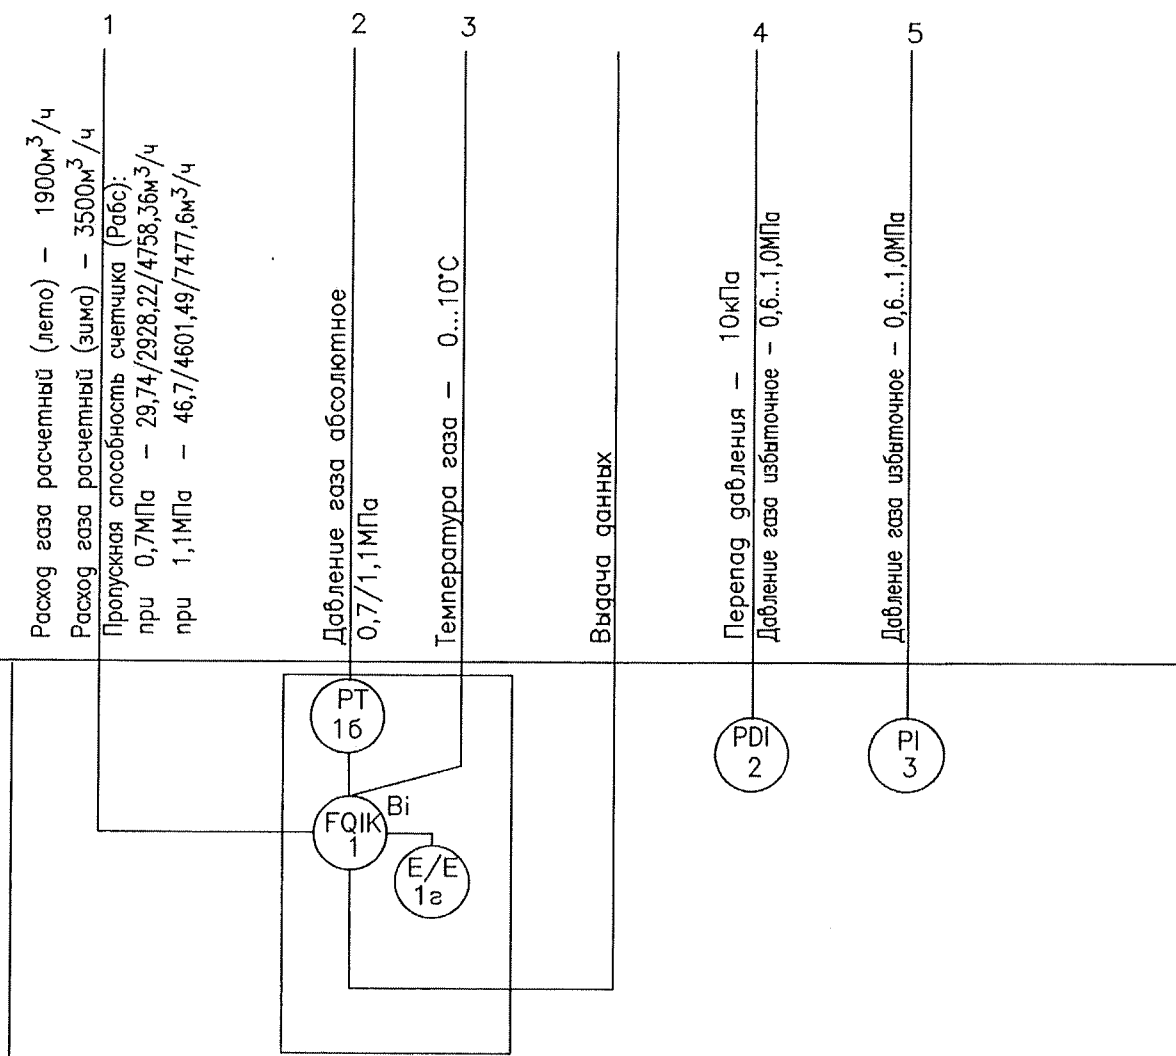 1
2
3
4
5
Расход газа расчетный (лето) – 1900м³/ч
Расход газа расчетный (зима) – 3500м³/ч
Пропускная способность счетчика (Рабс):
при 0,7МПа – 29,74/2928,22/4758,36м³/ч
при 1,1МПа – 46,7/4601,49/7477,6м³/ч
Давление газа абсолютное
0,7/1,1МПа
Температура газа – 0...10°С
Выдача данных
Перепад давления – 10кПа
Давление газа избыточное – 0,6...1,0МПа
Давление газа избыточное – 0,6...1,0МПа
PT
1б
FQIK
1
Bi
E/E
1г
PDI
2
PI
3